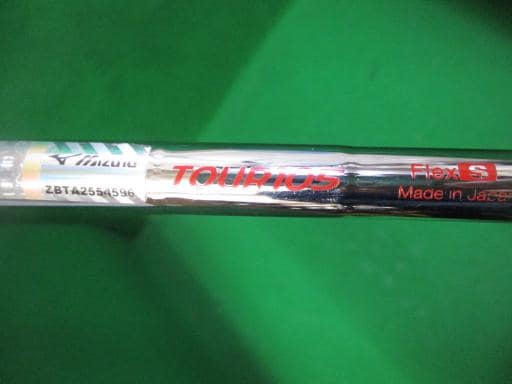 MIZUNO
ZBTA2554596
TOURIUS
Flex S
Made in Japan